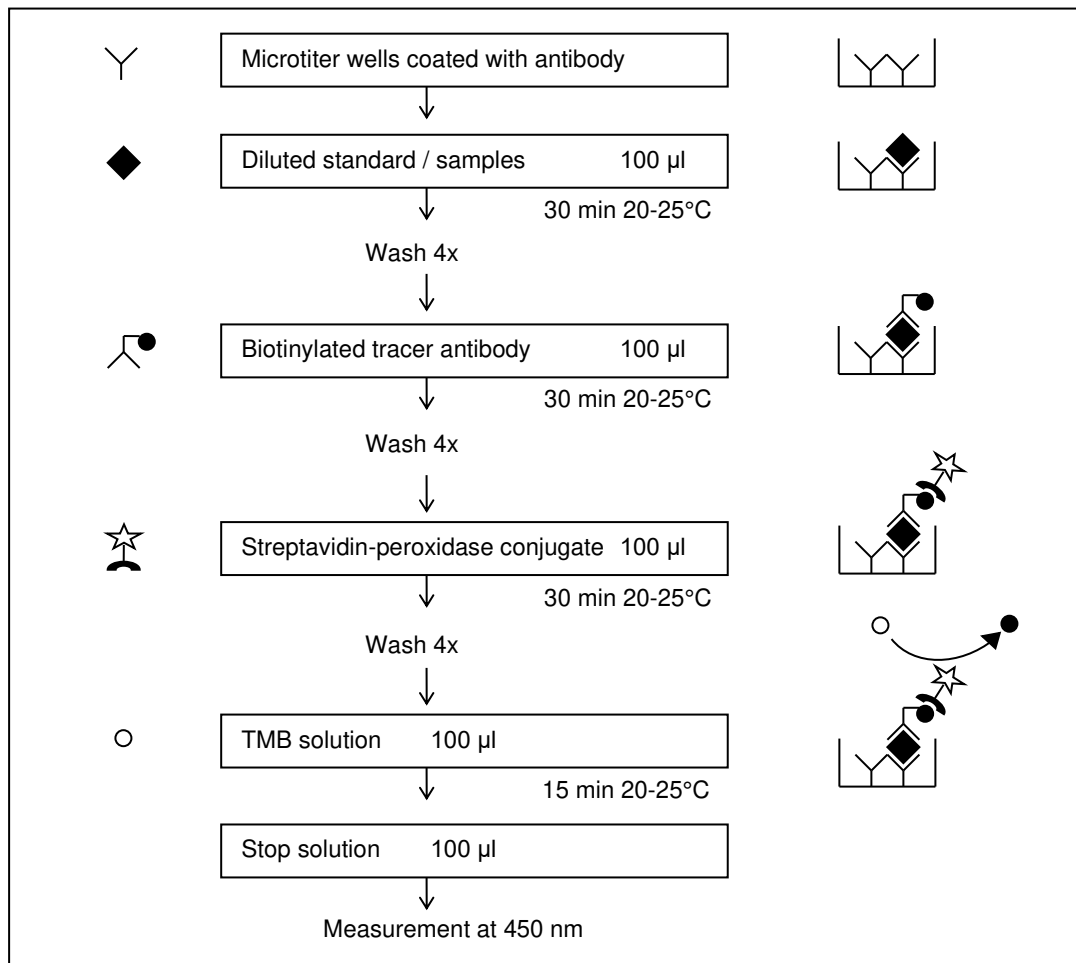 Microtiter wells coated with antibody
Diluted standard / samples 100 µl
30 min 20-25°C
Wash 4x
Biotinylated tracer antibody 100 µl
30 min 20-25°C
Wash 4x
Streptavidin-peroxidase conjugate 100 µl
30 min 20-25°C
Wash 4x
TMB solution 100 µl
15 min 20-25°C
Stop solution 100 µl
Measurement at 450 nm